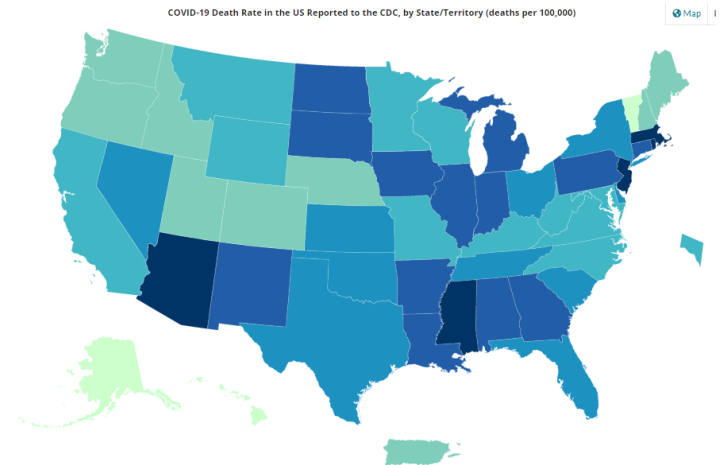 COVID-19 Death Rate in the US Reported to the CDC, by State/Territory (deaths per 100,000)
Map